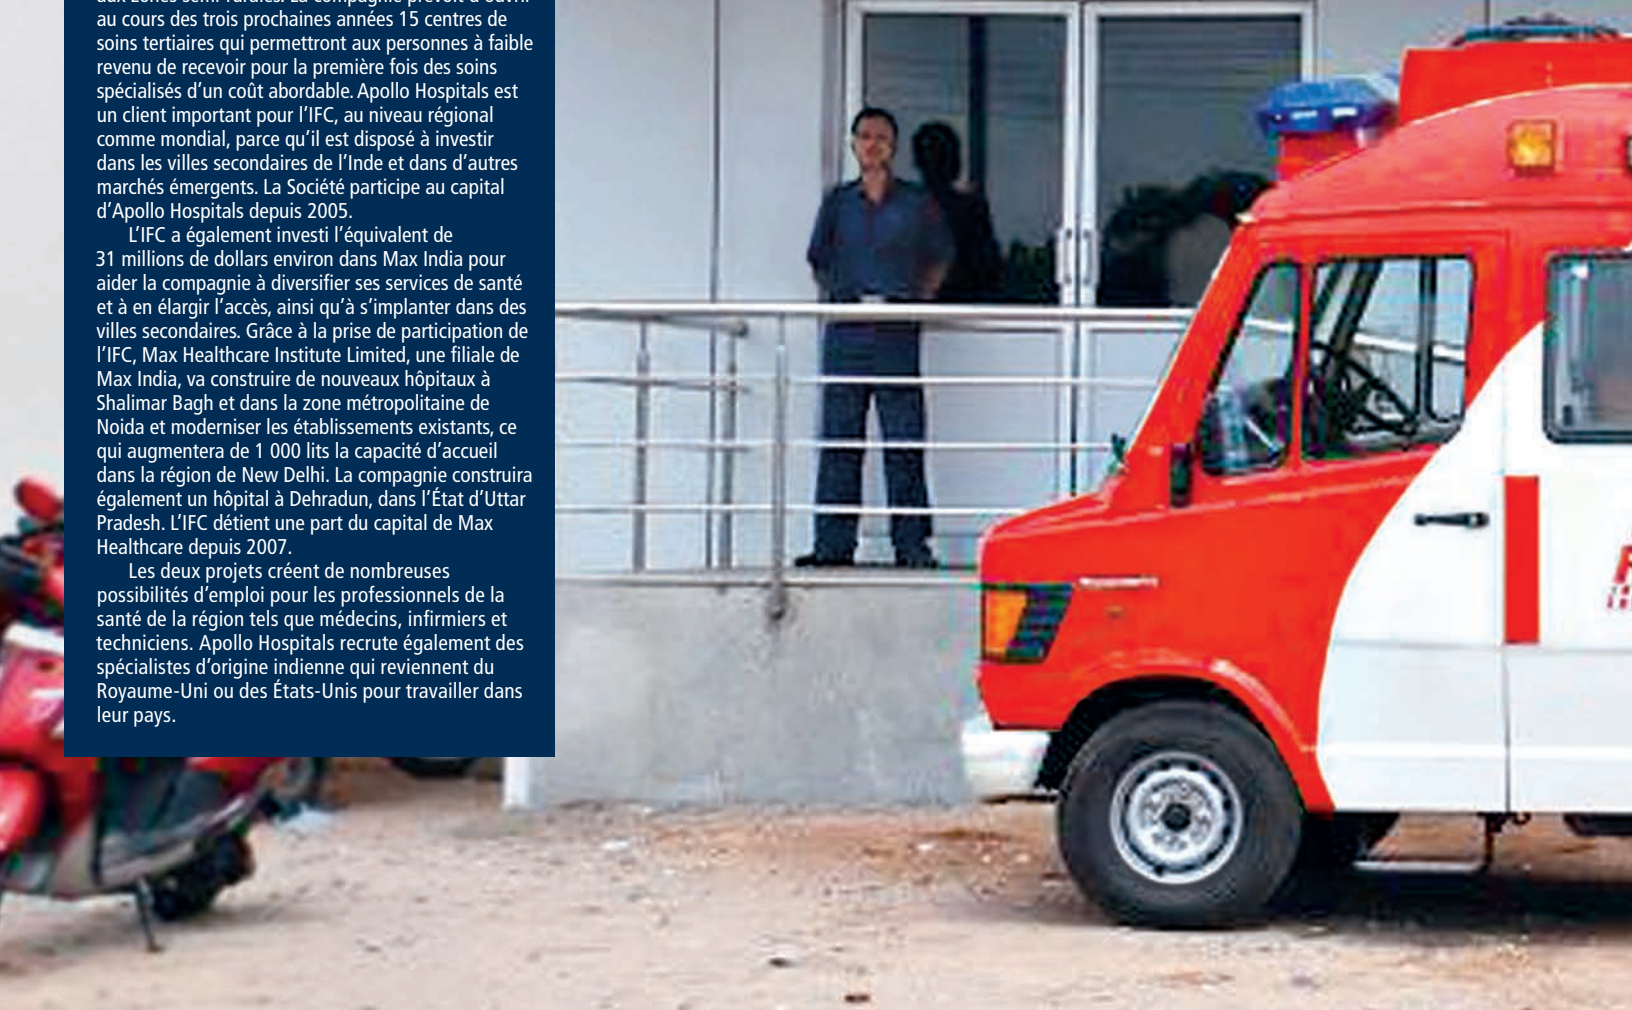 aux zones semi-rurales. La compagnie prévoit d'ouvrir
au cours des trois prochaines années 15 centres de
soins tertiaires qui permettront aux personnes à faible
revenu de recevoir pour la première fois des soins
spécialisés d'un coût abordable. Apollo Hospitals est
un client important pour l'IFC, au niveau régional
comme mondial, parce qu'il est disposé à investir
dans les villes secondaires de l'Inde et dans d'autres
marchés émergents. La Société participe au capital
d'Apollo Hospitals depuis 2005.
L'IFC a également investi l'équivalent de
31 millions de dollars environ dans Max India pour
aider la compagnie à diversifier ses services de santé
et à en élargir l'accès, ainsi qu'à s'implanter dans des
villes secondaires. Grâce à la prise de participation de
l'IFC, Max Healthcare Institute Limited, une filiale de
Max India, va construire de nouveaux hôpitaux à
Shalimar Bagh et dans la zone métropolitaine de
Noida et moderniser les établissements existants, ce
qui augmentera de 1 000 lits la capacité d'accueil
dans la région de New Delhi. La compagnie construira
également un hôpital à Dehradun, dans l'État d'Uttar
Pradesh. L'IFC détient une part du capital de Max
Healthcare depuis 2007.
Les deux projets créent de nombreuses
possibilités d'emploi pour les professionnels de la
santé de la région tels que médecins, infirmiers et
techniciens. Apollo Hospitals recrute également des
spécialistes d'origine indienne qui reviennent du
Royaume-Uni ou des États-Unis pour travailler dans
leur pays.